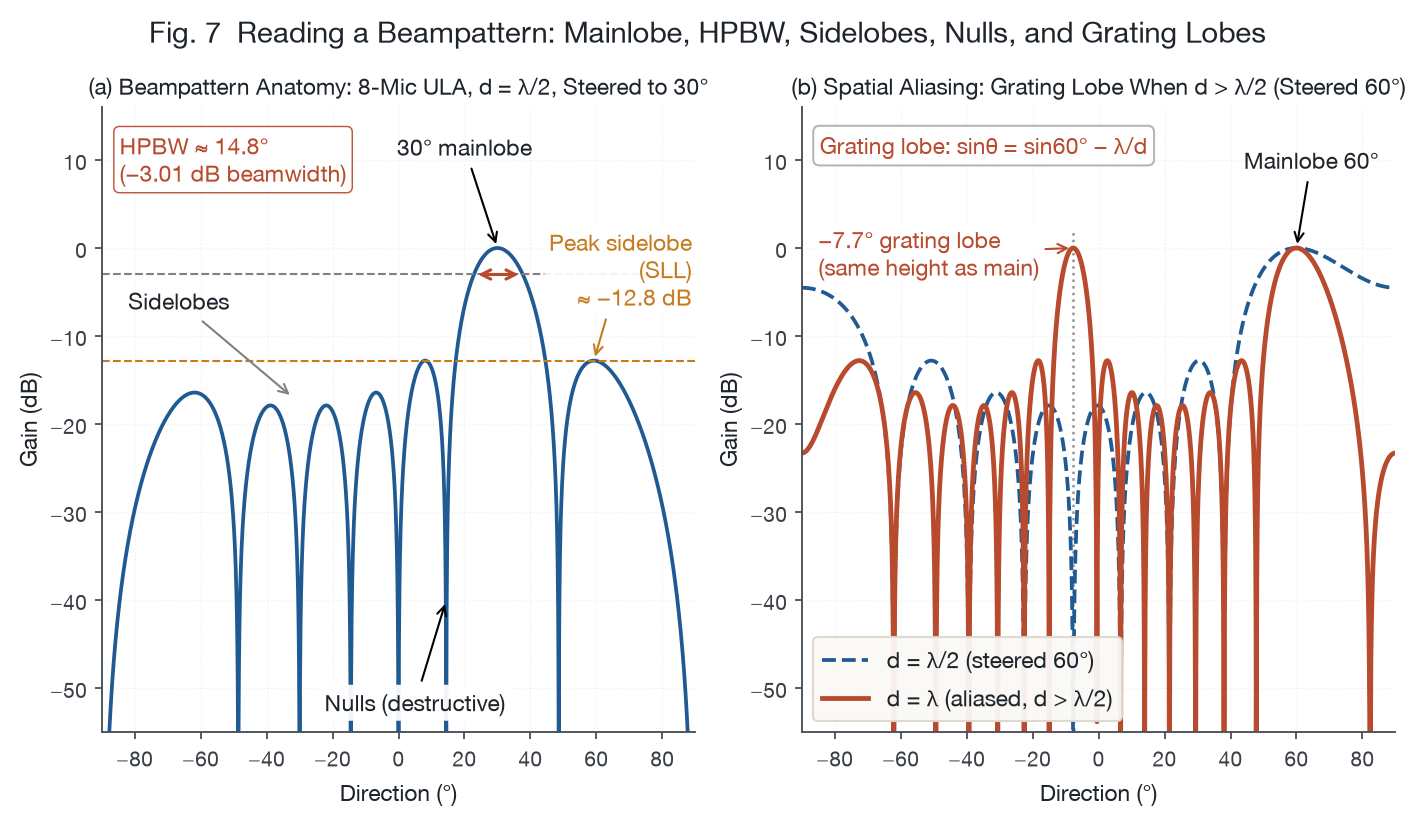 Fig. 7  Reading a Beampattern: Mainlobe, HPBW, Sidelobes, Nulls, and Grating Lobes
(a) Beampattern Anatomy: 8-Mic ULA, d = λ/2, Steered to 30°
HPBW ≈ 14.8°
(−3.01 dB beamwidth)
30° mainlobe
Peak sidelobe
(SLL)
≈ −12.8 dB
Sidelobes
Nulls (destructive)
Gain (dB)
10
0
−10
−20
−30
−40
−50
−80 −60 −40 −20 0 20 40 60 80
Direction (°)
(b) Spatial Aliasing: Grating Lobe When d > λ/2 (Steered 60°)
Grating lobe: sinθ = sin60° − λ/d
Mainlobe 60°
−7.7° grating lobe
(same height as main)
d = λ/2 (steered 60°)
d = λ (aliased, d > λ/2)
Gain (dB)
10
0
−10
−20
−30
−40
−50
−80 −60 −40 −20 0 20 40 60 80
Direction (°)